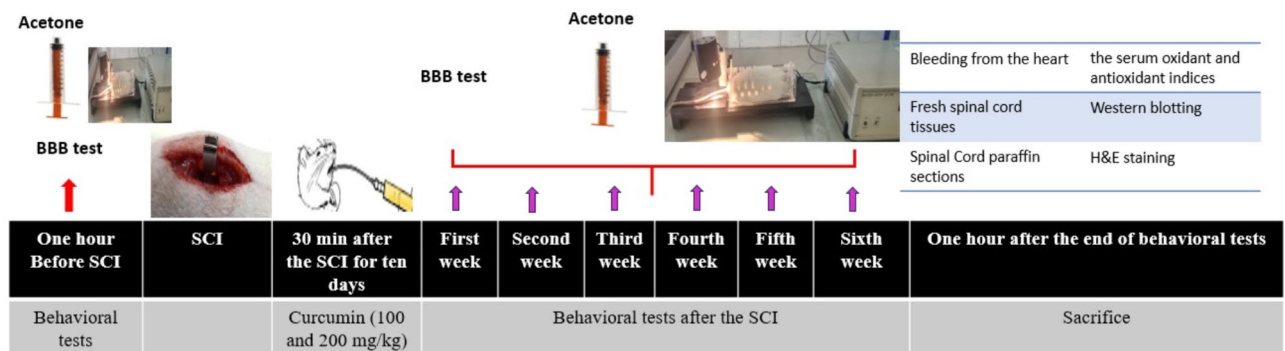 Acetone
BBB test
BBB test
Acetone
Bleeding from the heart
the serum oxidant and
antioxidant indices
Fresh spinal cord
tissues
Western blotting
Spinal Cord paraffin
sections
H&E staining
One hour
Before SCI
SCI
30 min after
the SCI for ten
days
First
week
Second
week
Third
week
Fourth
week
Fifth
week
Sixth
week
One hour after the end of behavioral tests
Behavioral
tests
Curcumin (100
and 200 mg/kg)
Behavioral tests after the SCI
Sacrifice